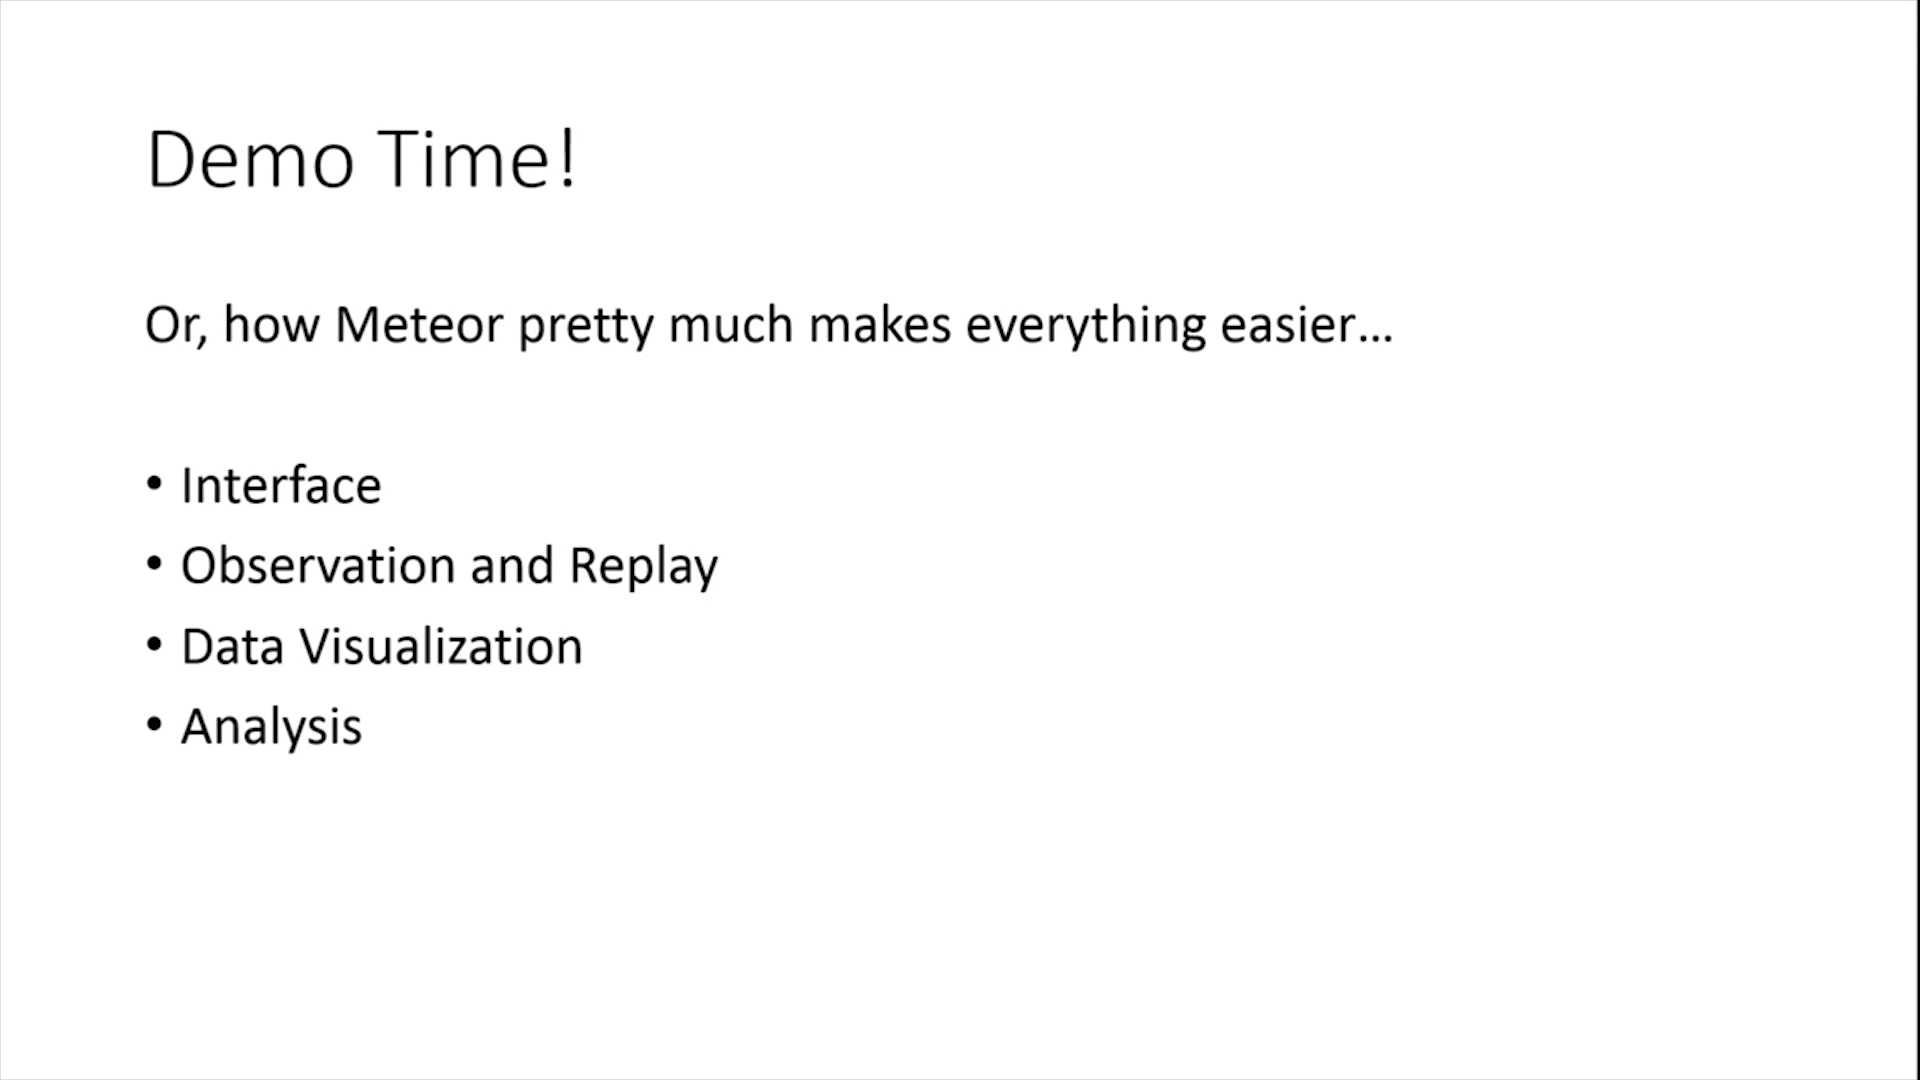 Demo Time!
Or, how Meteor pretty much makes everything easier...
• Interface
• Observation and Replay
• Data Visualization
• Analysis